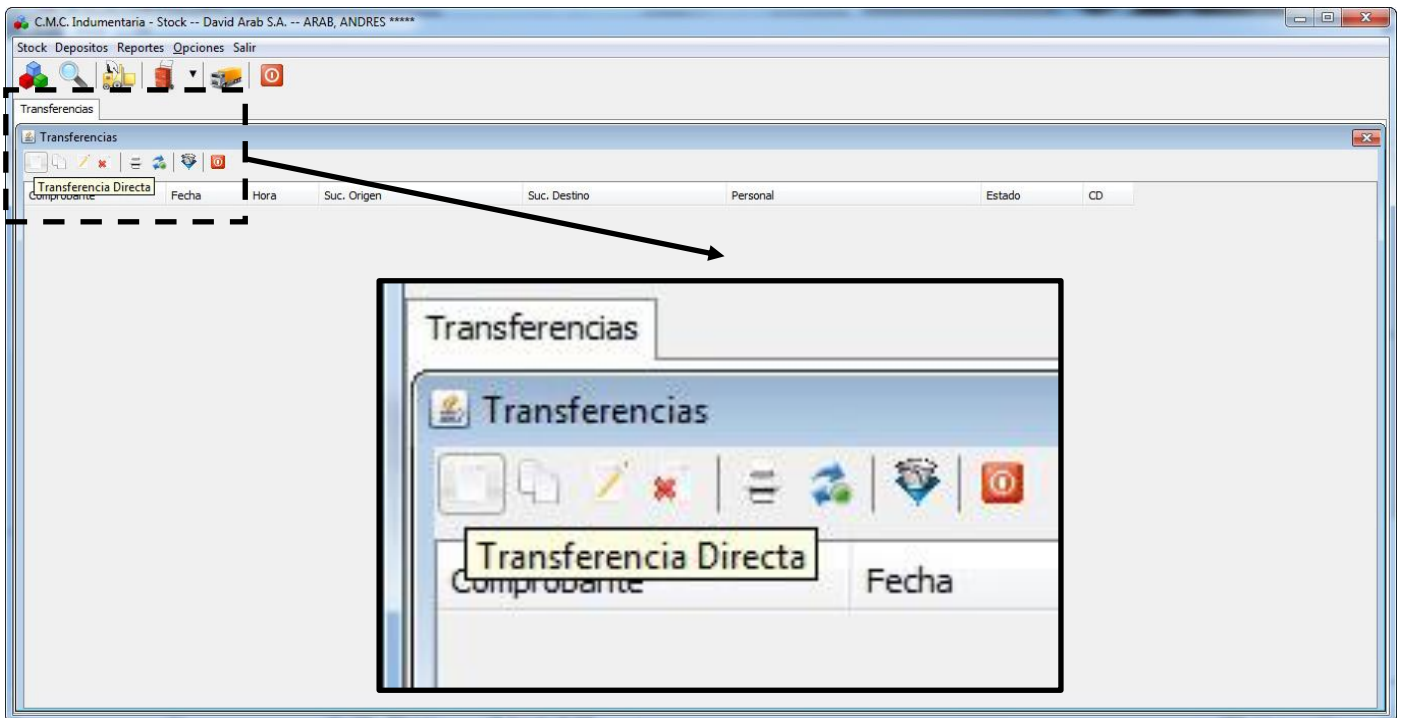 C.M.C. Indumentaria - Stock -- David Arab S.A. -- ARAB, ANDRES *****
Stock Depositos Reportes Opciones Salir
Transferencias
Transferencias
Transferencia Directa
Comprobante Fecha Hora Suc. Origen Suc. Destino Personal Estado CD
Transferencias
Transferencias
Transferencia Directa
Comprobante Fecha